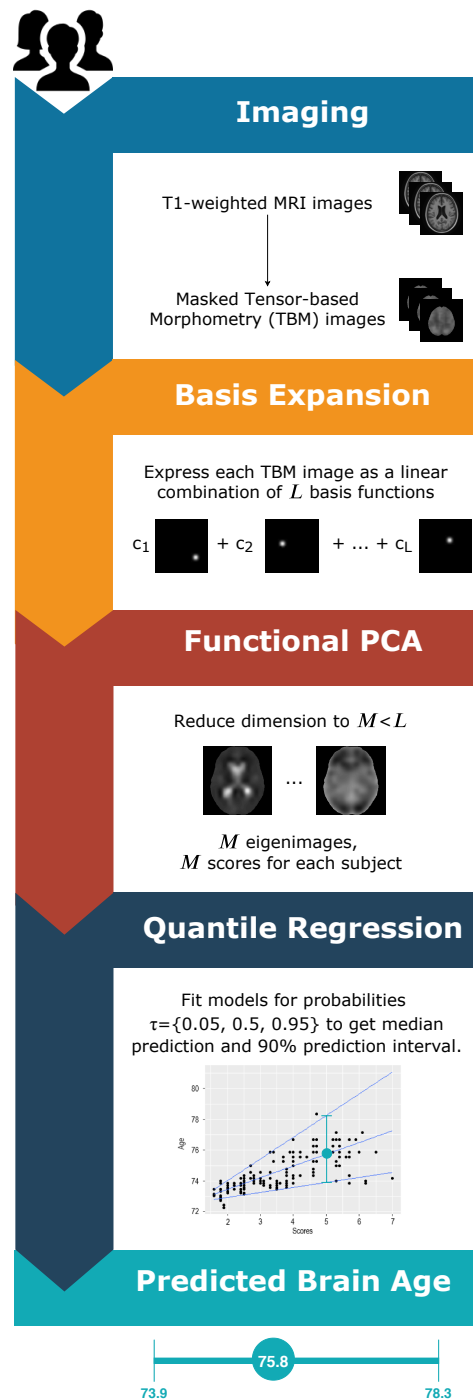 Imaging
T1-weighted MRI images
Masked Tensor-based
Morphometry (TBM) images
Basis Expansion
Express each TBM image as a linear
combination of L basis functions
c₁ + c₂ + ... + c_L
Functional PCA
Reduce dimension to M<L
...
M eigenimages,
M scores for each subject
Quantile Regression
Fit models for probabilities
τ={0.05, 0.5, 0.95} to get median
prediction and 90% prediction interval.
Age
80
78
76
74
72
2 3 4 5 6 7
Scores
Predicted Brain Age
75.8
73.9 78.3